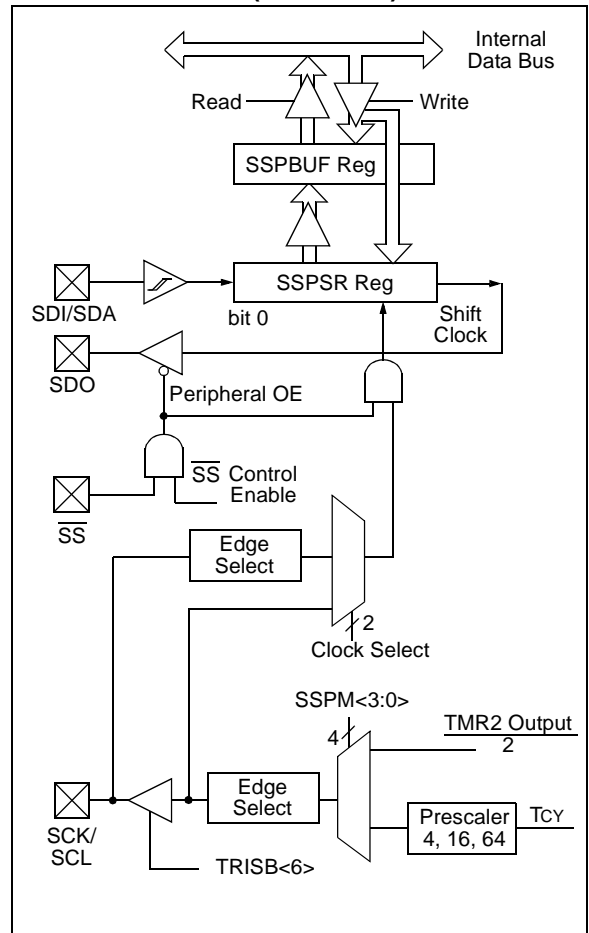 Internal
Data Bus
Read
Write
SSPBUF Reg
SSPSR Reg
SDI/SDA
bit 0
Shift
Clock
SDO
Peripheral OE
SS Control
Enable
SS
Edge
Select
2
Clock Select
SSPM<3:0>
TMR2 Output
4
2
Edge
Select
Prescaler
4, 16, 64
TCY
SCK/
SCL
TRISB<6>